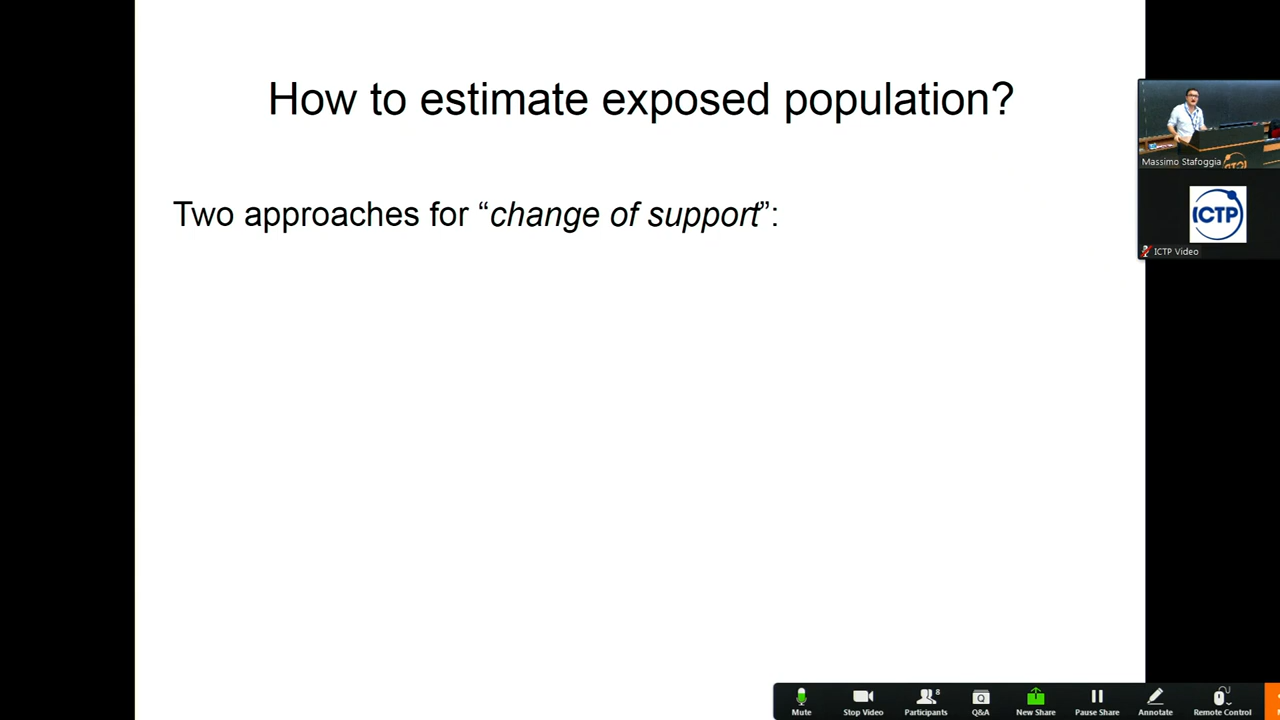 How to estimate exposed population?
Two approaches for “change of support”:
Massimo Stafoggia
ICTP
ICTP Video
Mute
Stop Video
8
Participants
Q&A
New Share
Pause Share
Annotate
Remote Control